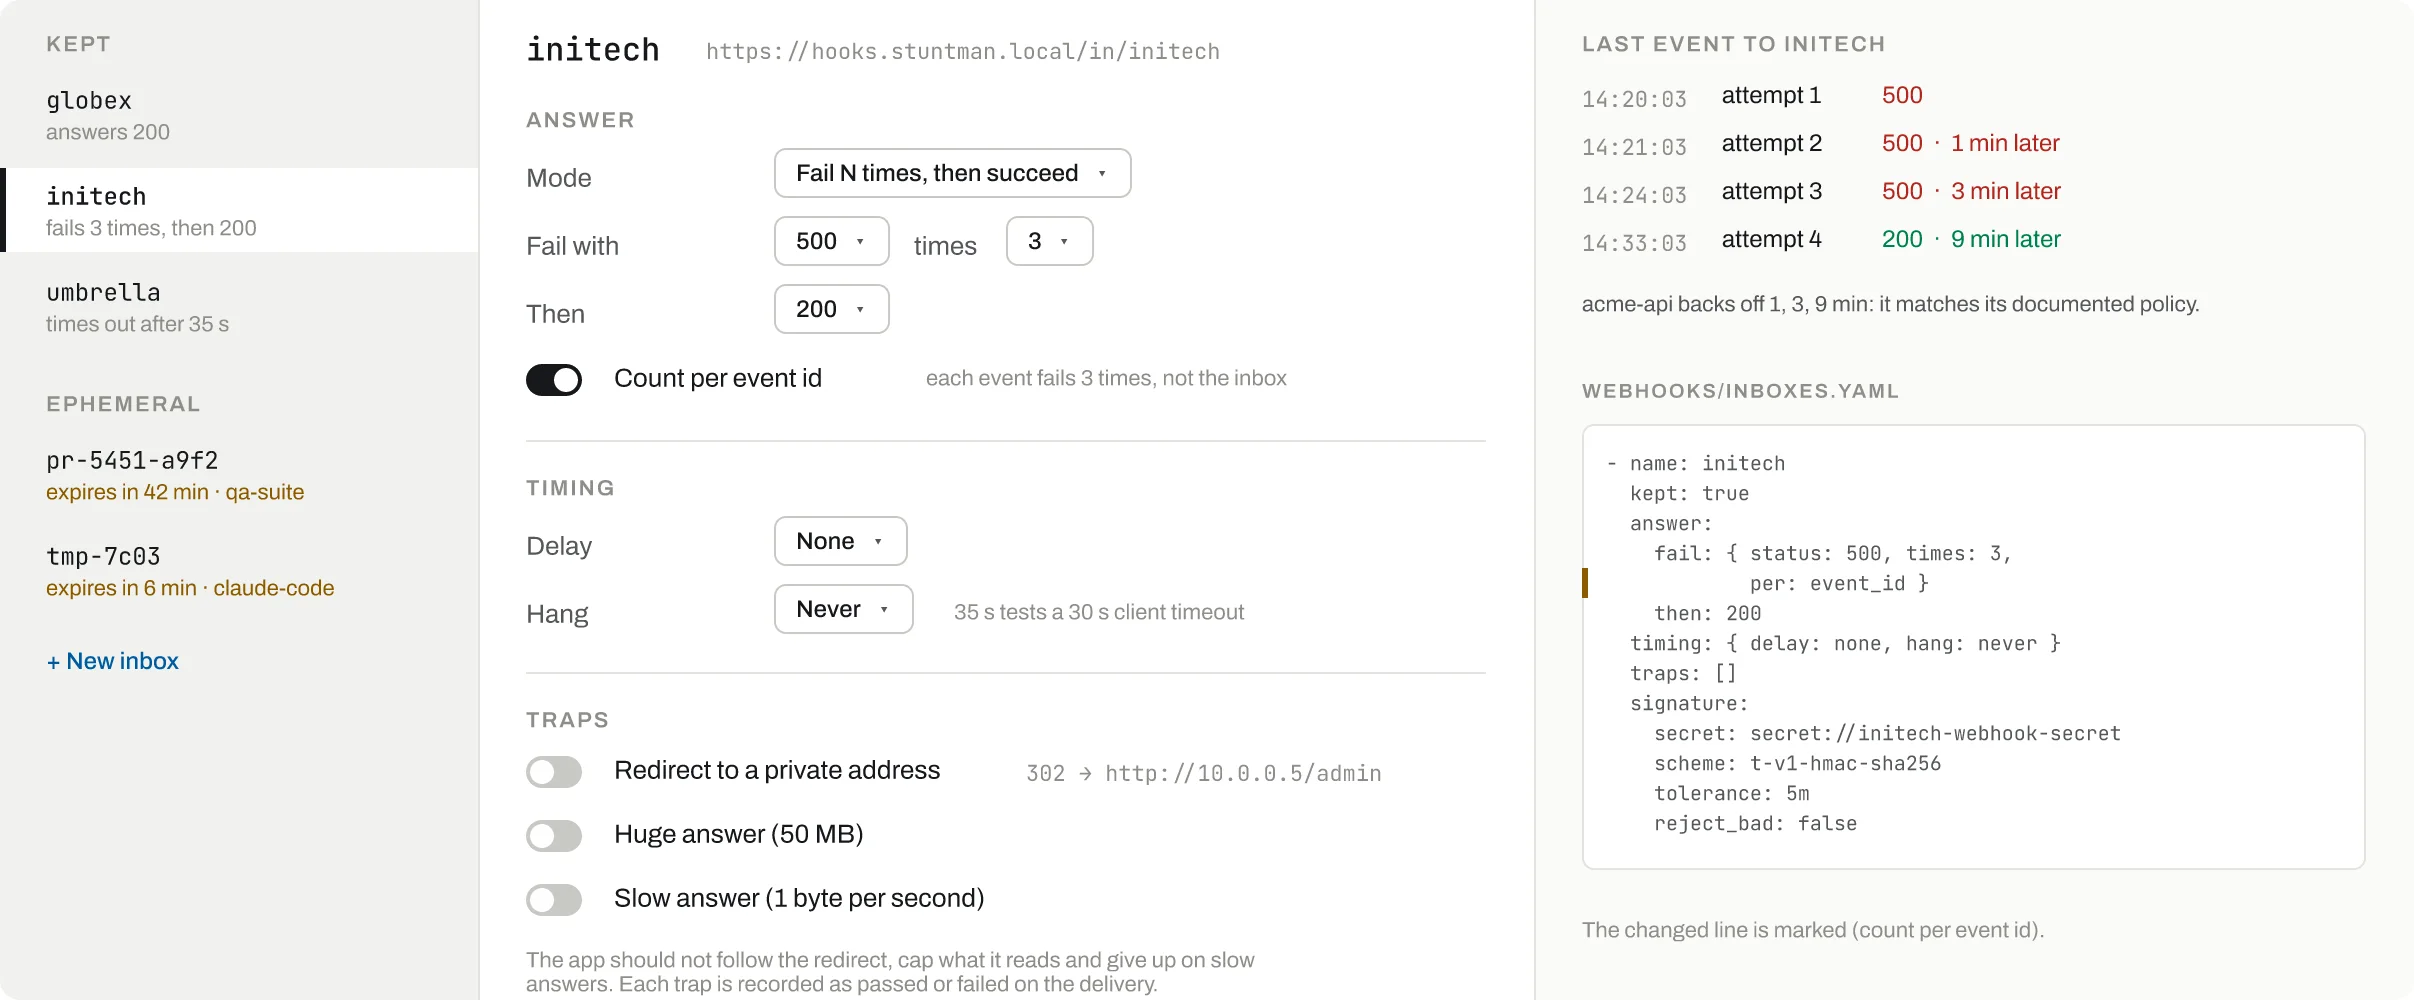 KEPT
globex
answers 200
initech
fails 3 times, then 200
umbrella
times out after 35 s
EPHEMERAL
pr-5451-a9f2
expires in 42 min · qa-suite
tmp-7c03
expires in 6 min · claude-code
+ New inbox
initech https://hooks.stuntman.local/in/initech
ANSWER
Mode Fail N times, then succeed
Fail with 500 times 3
Then 200
Count per event id each event fails 3 times, not the inbox
TIMING
Delay None
Hang Never 35 s tests a 30 s client timeout
TRAPS
Redirect to a private address 302 → http://10.0.0.5/admin
Huge answer (50 MB)
Slow answer (1 byte per second)
The app should not follow the redirect, cap what it reads and give up on slow
answers. Each trap is recorded as passed or failed on the delivery.
LAST EVENT TO INITECH
14:20:03 attempt 1 500
14:21:03 attempt 2 500 · 1 min later
14:24:03 attempt 3 500 · 3 min later
14:33:03 attempt 4 200 · 9 min later
acme-api backs off 1, 3, 9 min: it matches its documented policy.
WEBHOOKS/INBOXES.YAML
- name: initech
kept: true
answer:
fail: { status: 500, times: 3,
per: event_id }
then: 200
timing: { delay: none, hang: never }
traps: []
signature:
secret: secret://initech-webhook-secret
scheme: t-v1-hmac-sha256
tolerance: 5m
reject_bad: false
The changed line is marked (count per event id).